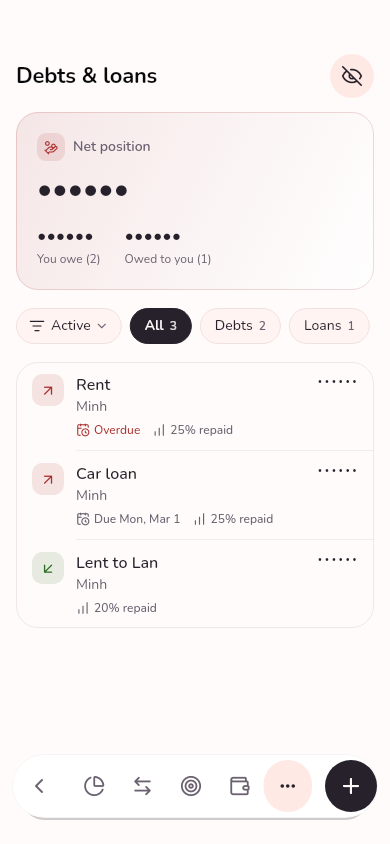 Debts & loans
Net position
••••••
•••••• ••••••
You owe (2) Owed to you (1)
Active All 3 Debts 2 Loans 1
Rent ••••••
Minh
Overdue 25% repaid
Car loan ••••••
Minh
Due Mon, Mar 1 25% repaid
Lent to Lan ••••••
Minh
20% repaid